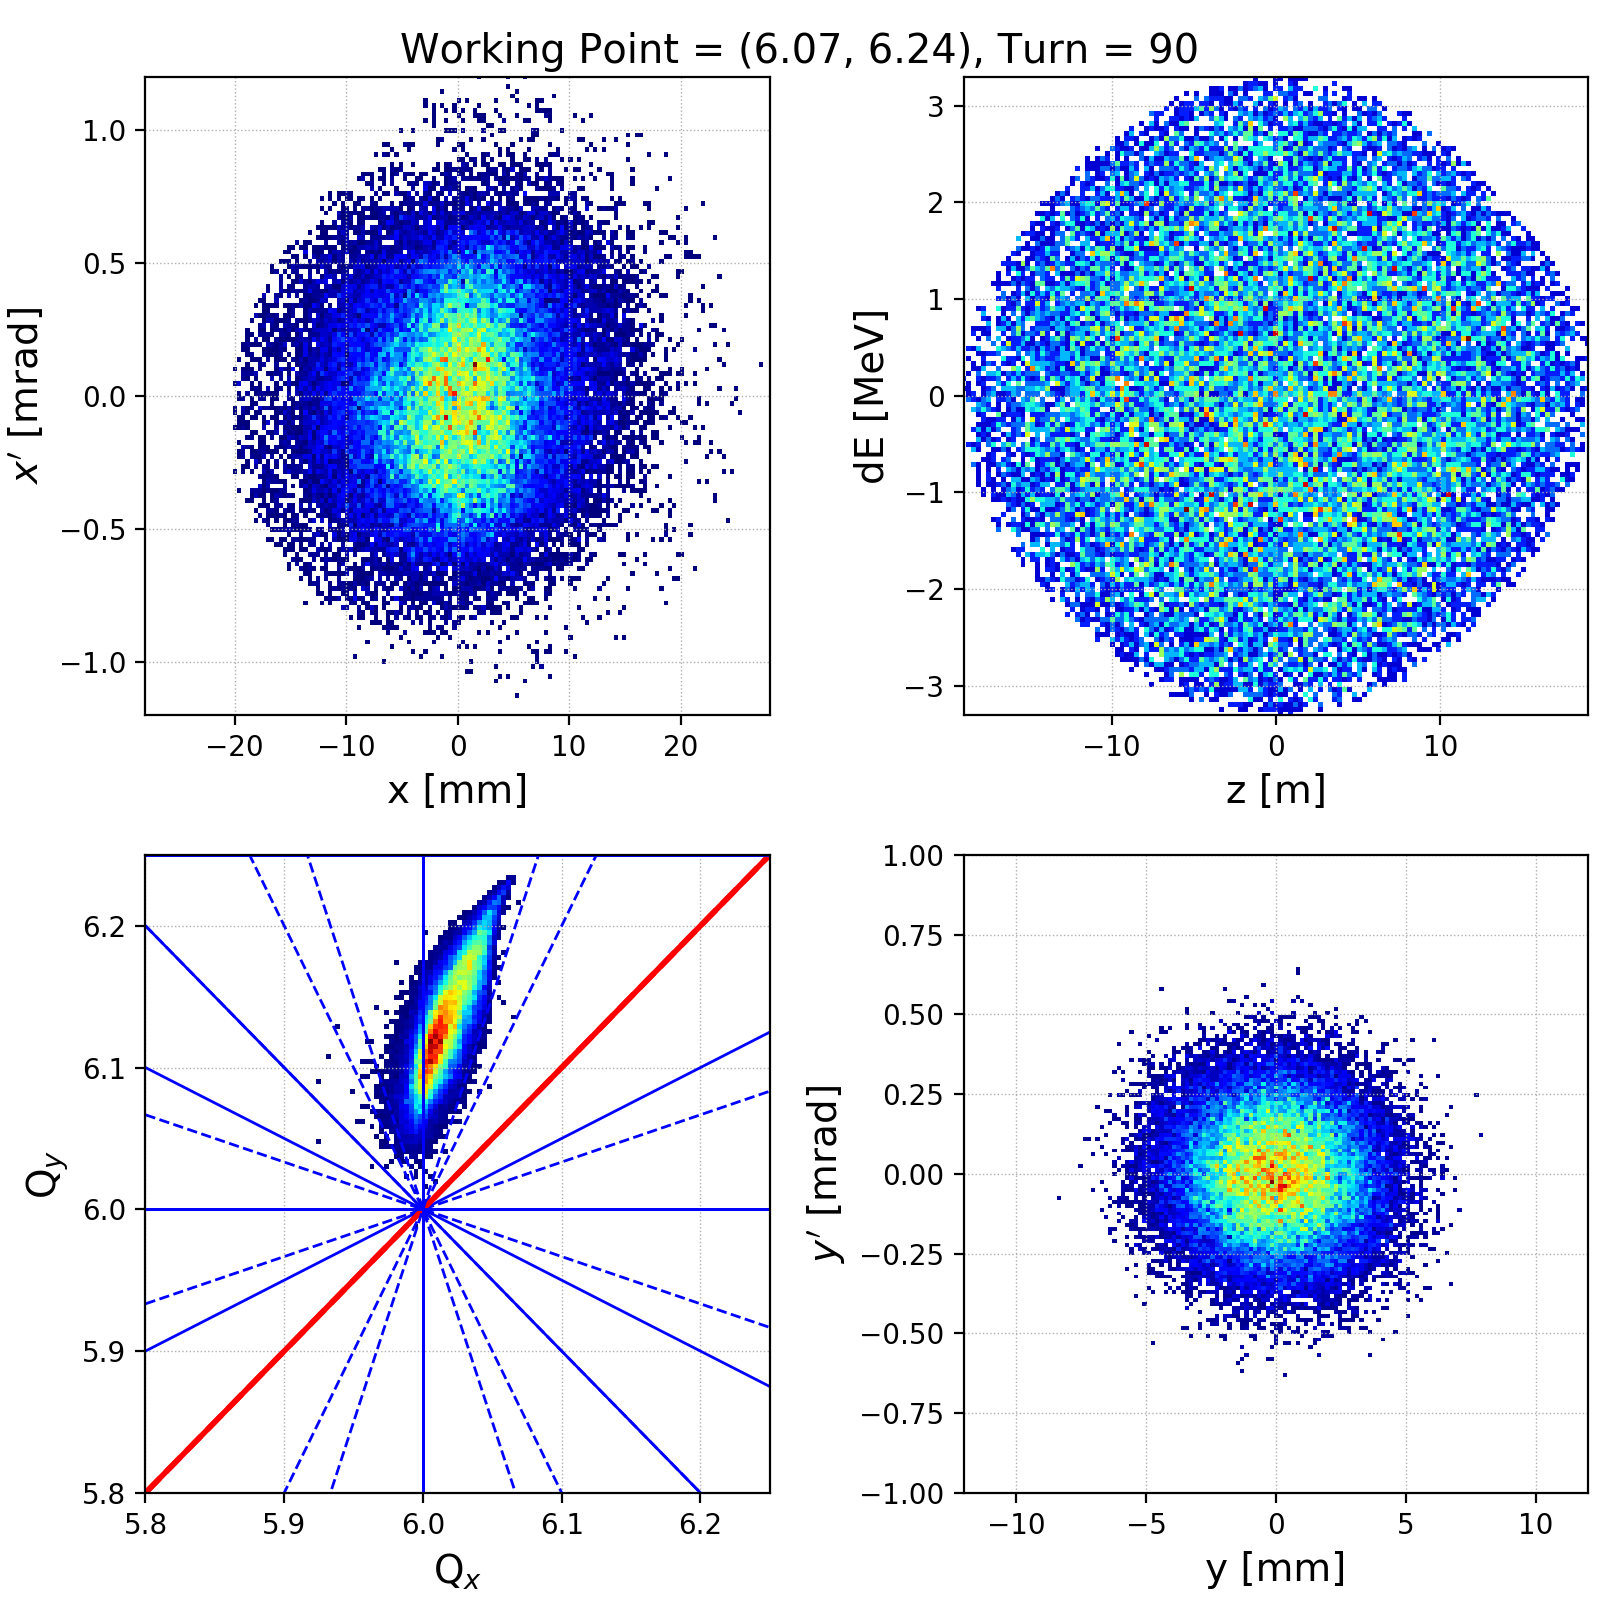 Working Point = (6.07, 6.24), Turn = 90
1.0
0.5
0.0
−0.5
−1.0
x′ [mrad]
−20 −10 0 10 20
x [mm]
3
2
1
0
−1
−2
−3
dE [MeV]
−10 0 10
z [m]
6.2
6.1
6.0
5.9
5.8
Qy
5.8 5.9 6.0 6.1 6.2
Qx
1.00
0.75
0.50
0.25
0.00
−0.25
−0.50
−0.75
−1.00
y′ [mrad]
−10 −5 0 5 10
y [mm]